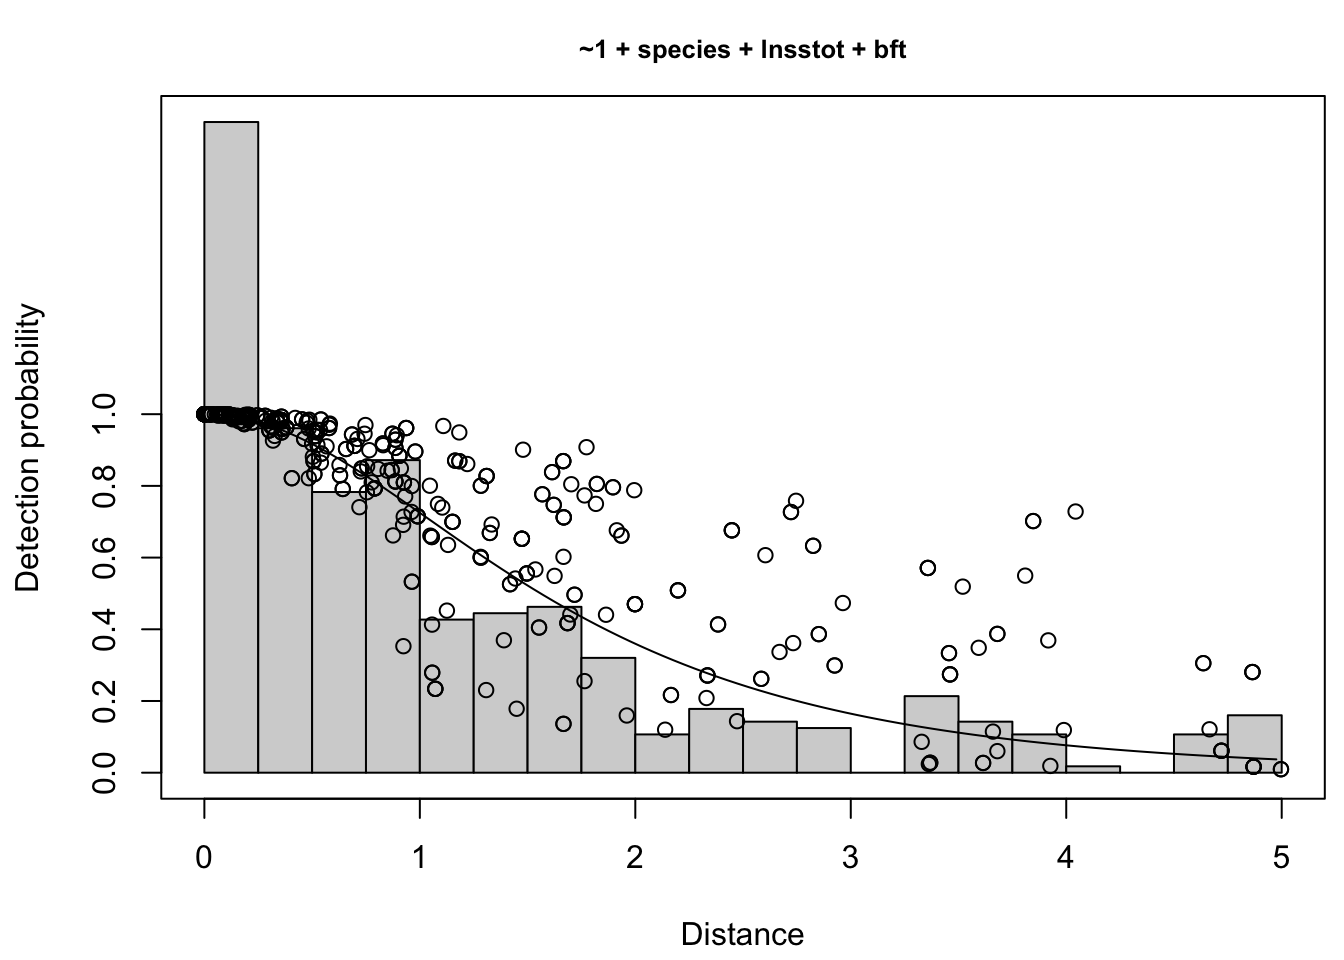 ~1 + species + lnsstot + bft
Detection probability
1.0
0.8
0.6
0.4
0.2
0.0
0 1 2 3 4 5
Distance